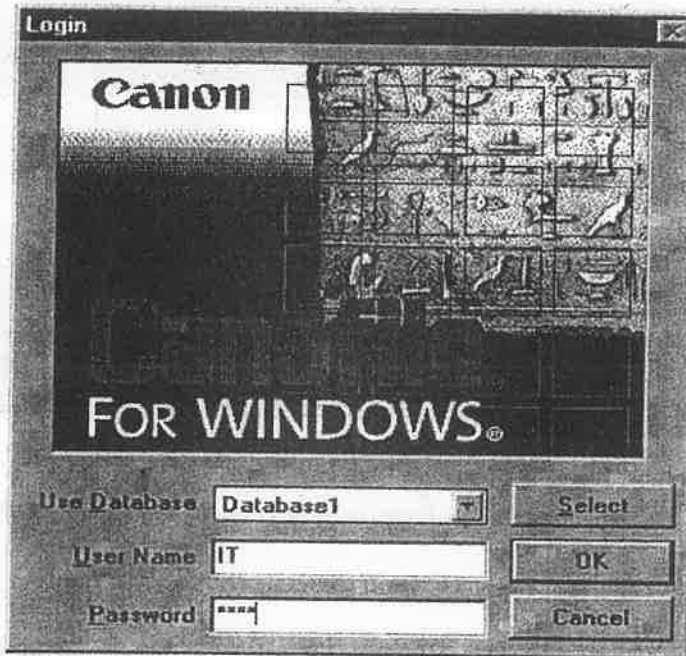 Login
Canon
FOR WINDOWS®
Use Database Database1 Select
User Name IT OK
Password **** Cancel